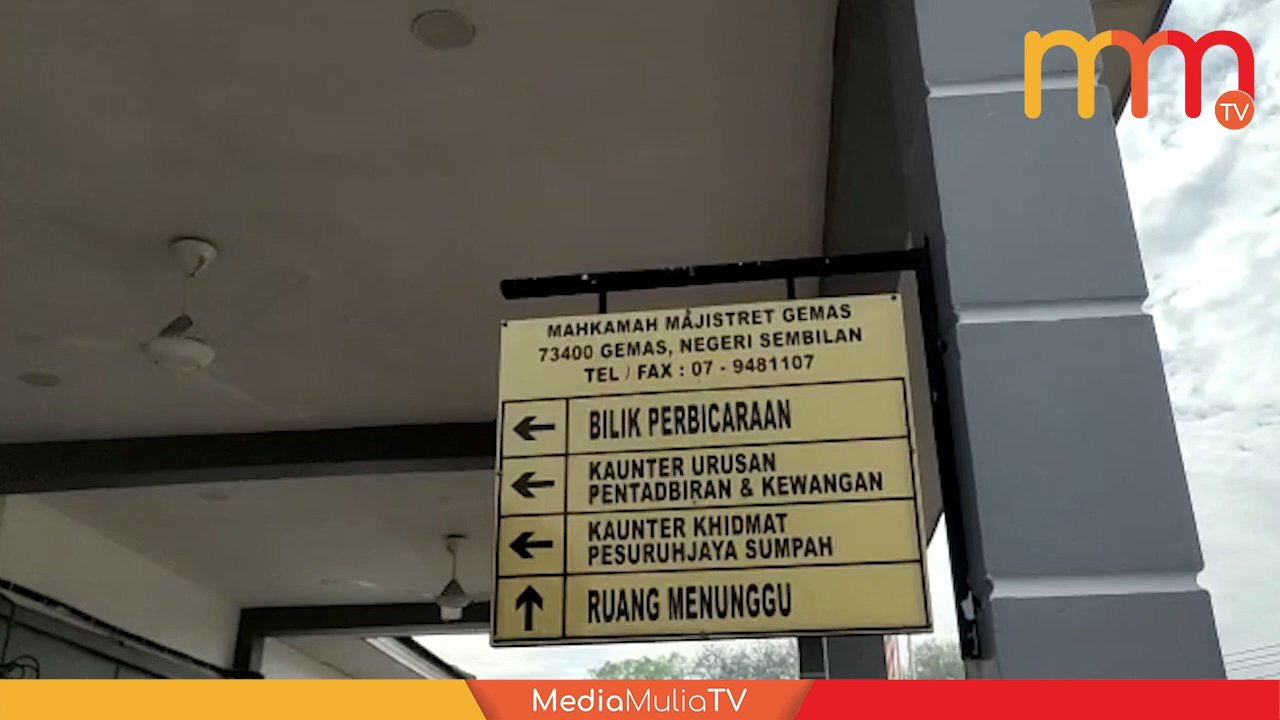 mm TV
MAHKAMAH MAJISTRET GEMAS
73400 GEMAS, NEGERI SEMBILAN
TEL / FAX : 07 - 9481107
BILIK PERBICARAAN
KAUNTER URUSAN
PENTADBIRAN & KEWANGAN
KAUNTER KHIDMAT
PESURUHJAYA SUMPAH
RUANG MENUNGGU
MediaMuliaTV